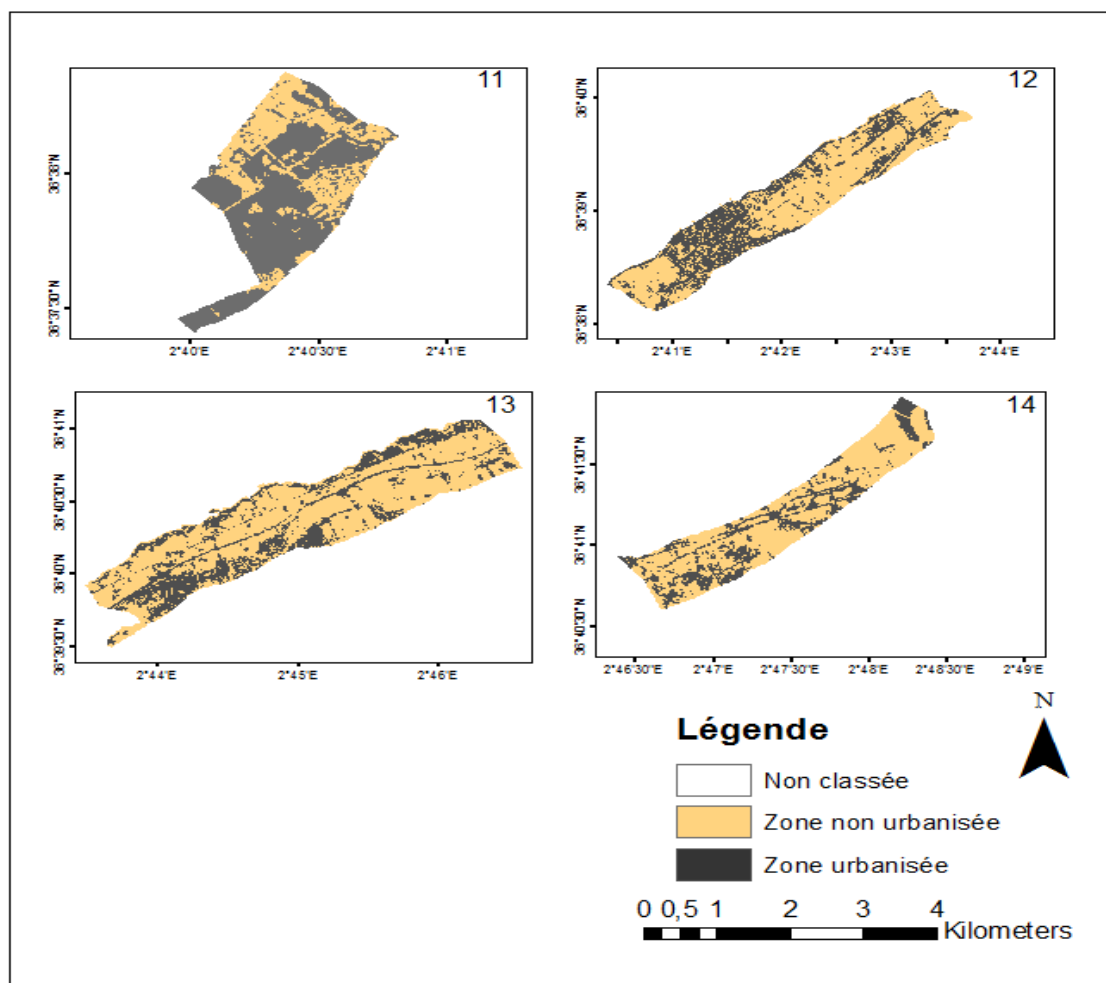 11
36°38'N
36°37'30"N
2°40'E
2°40'30"E
2°41'E
12
36°40'N
36°39'N
36°38'N
2°41'E
2°42'E
2°43'E
2°44'E
13
36°41'N
36°40'30"N
36°40'N
36°39'30"N
2°44'E
2°45'E
2°46'E
14
36°41'30"N
36°41'N
36°40'30"N
2°46'30"E
2°47'E
2°47'30"E
2°48'E
2°48'30"E
2°49'E
N
Légende
Non classée
Zone non urbanisée
Zone urbanisée
0 0,5 1 2 3 4
Kilometers